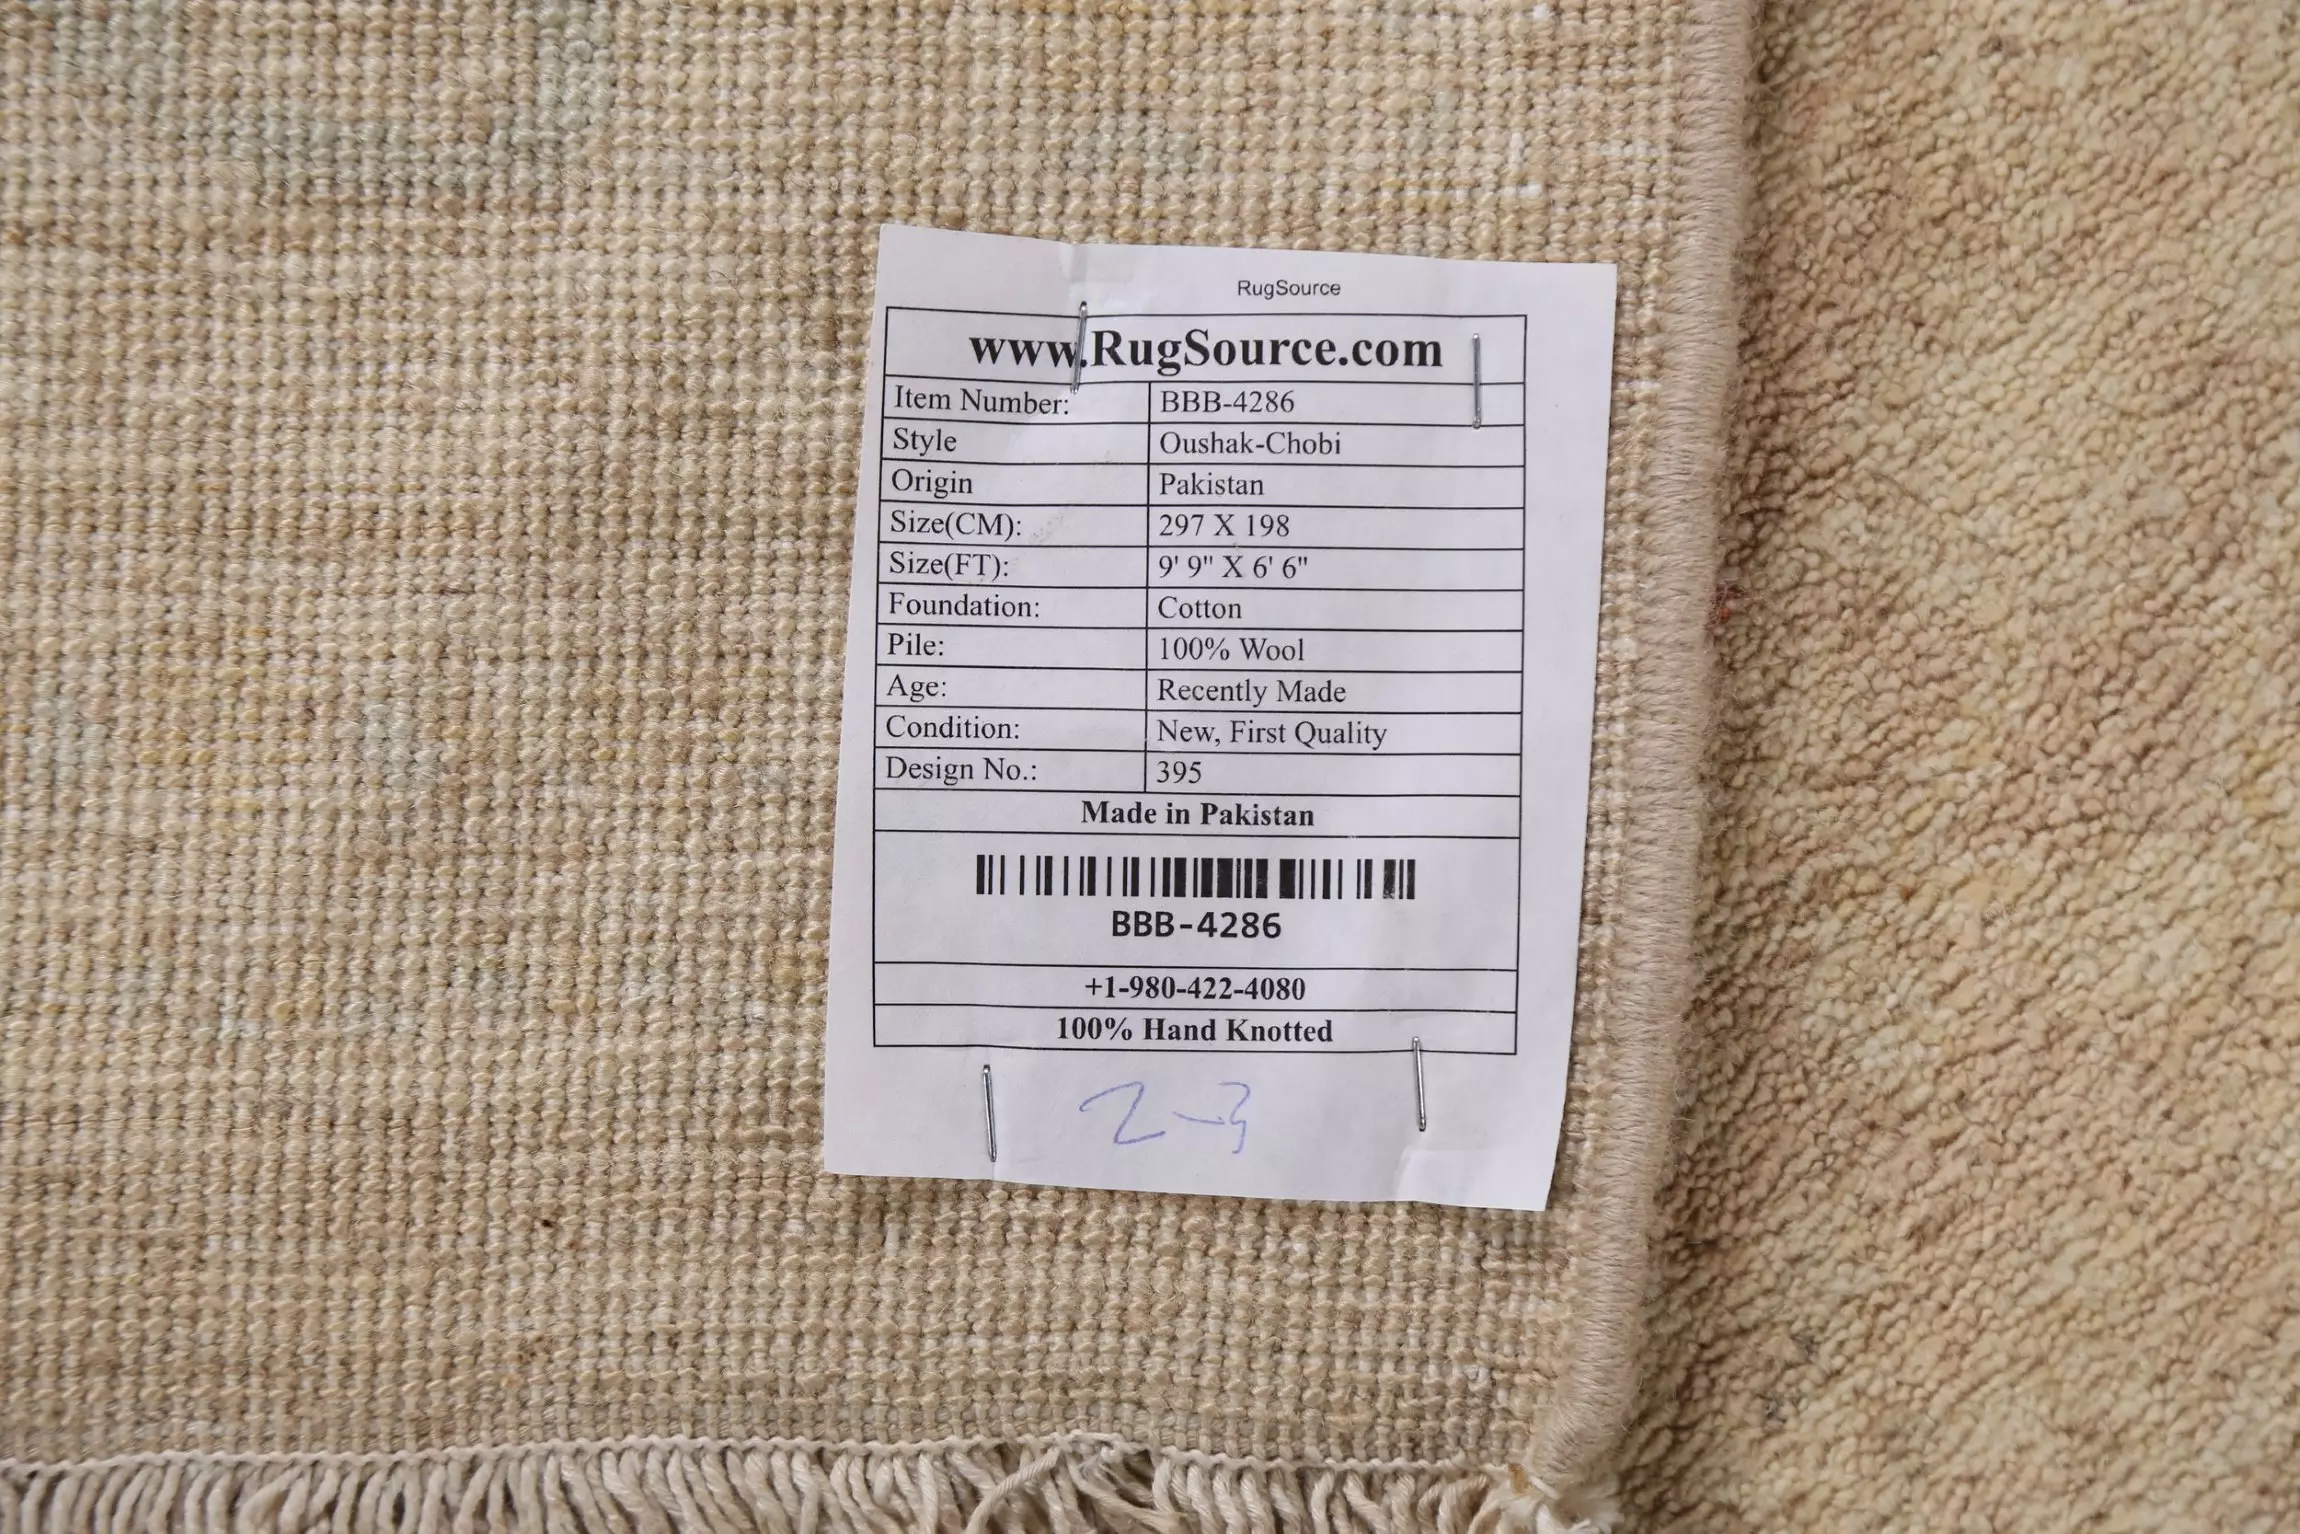 RugSource
www.RugSource.com
Item Number: BBB-4286
Style Oushak-Chobi
Origin Pakistan
Size(CM): 297 X 198
Size(FT): 9' 9" X 6' 6"
Foundation: Cotton
Pile: 100% Wool
Age: Recently Made
Condition: New, First Quality
Design No.: 395
Made in Pakistan
BBB-4286
+1-980-422-4080
100% Hand Knotted
2-3